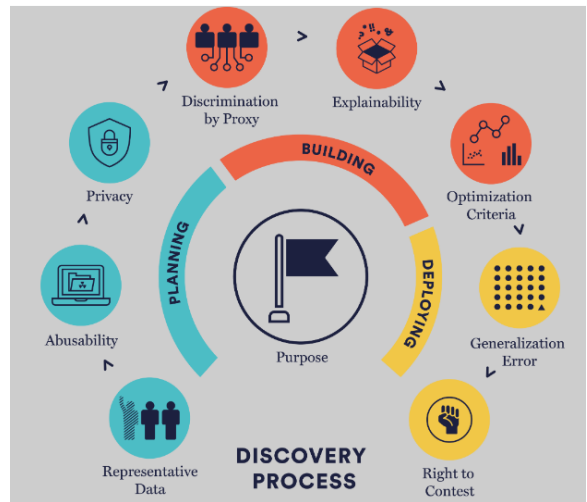 Discrimination
by Proxy
Explainability
Privacy
Optimization
Criteria
Abusability
Generalization
Error
Representative
Data
Right to
Contest
PLANNING
BUILDING
DEPLOYING
Purpose
DISCOVERY
PROCESS